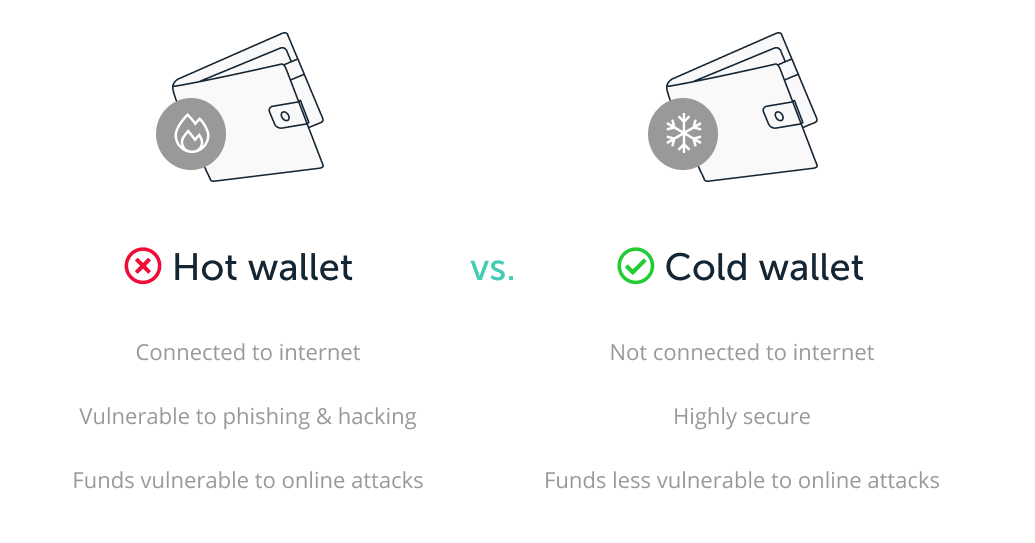 Hot wallet
vs.
Cold wallet
Connected to internet
Not connected to internet
Vulnerable to phishing & hacking
Highly secure
Funds vulnerable to online attacks
Funds less vulnerable to online attacks